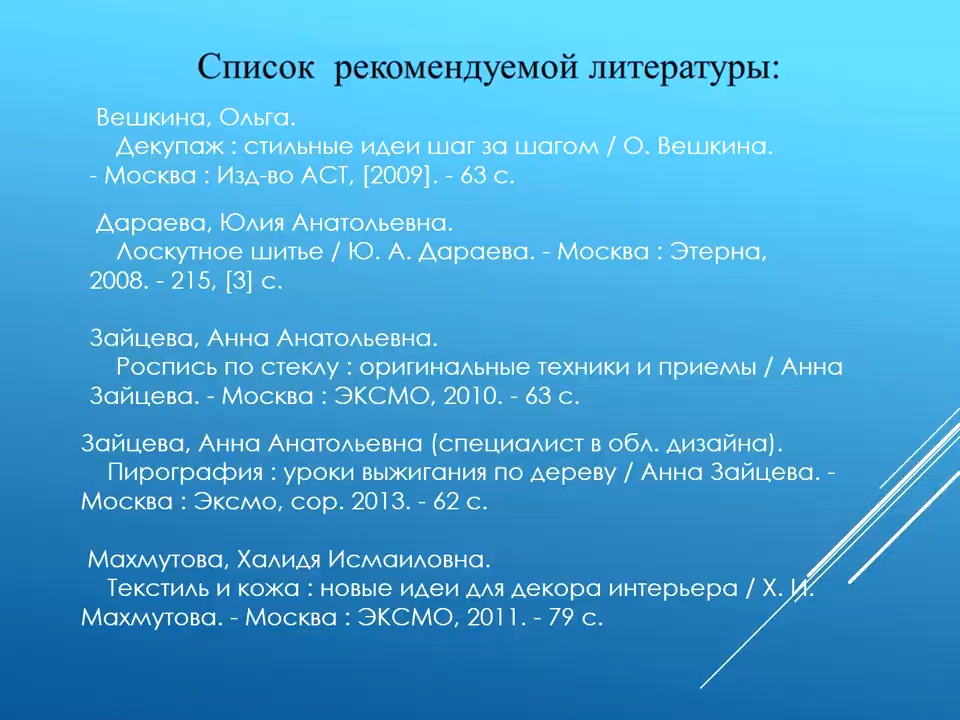 Список рекомендуемой литературы:
Вешкина, Ольга.
Декупаж : стильные идеи шаг за шагом / О. Вешкина.
- Москва : Изд-во АСТ, [2009]. - 63 с.
Дараева, Юлия Анатольевна.
Лоскутное шитье / Ю. А. Дараева. - Москва : Этерна,
2008. - 215, [3] с.
Зайцева, Анна Анатольевна.
Роспись по стеклу : оригинальные техники и приемы / Анна
Зайцева. - Москва : ЭКСМО, 2010. - 63 с.
Зайцева, Анна Анатольевна (специалист в обл. дизайна).
Пирография : уроки выжигания по дереву / Анна Зайцева. -
Москва : Эксмо, сор. 2013. - 62 с.
Махмутова, Халидя Исмаиловна.
Текстиль и кожа : новые идеи для декора интерьера / Х. И.
Махмутова. - Москва : ЭКСМО, 2011. - 79 с.